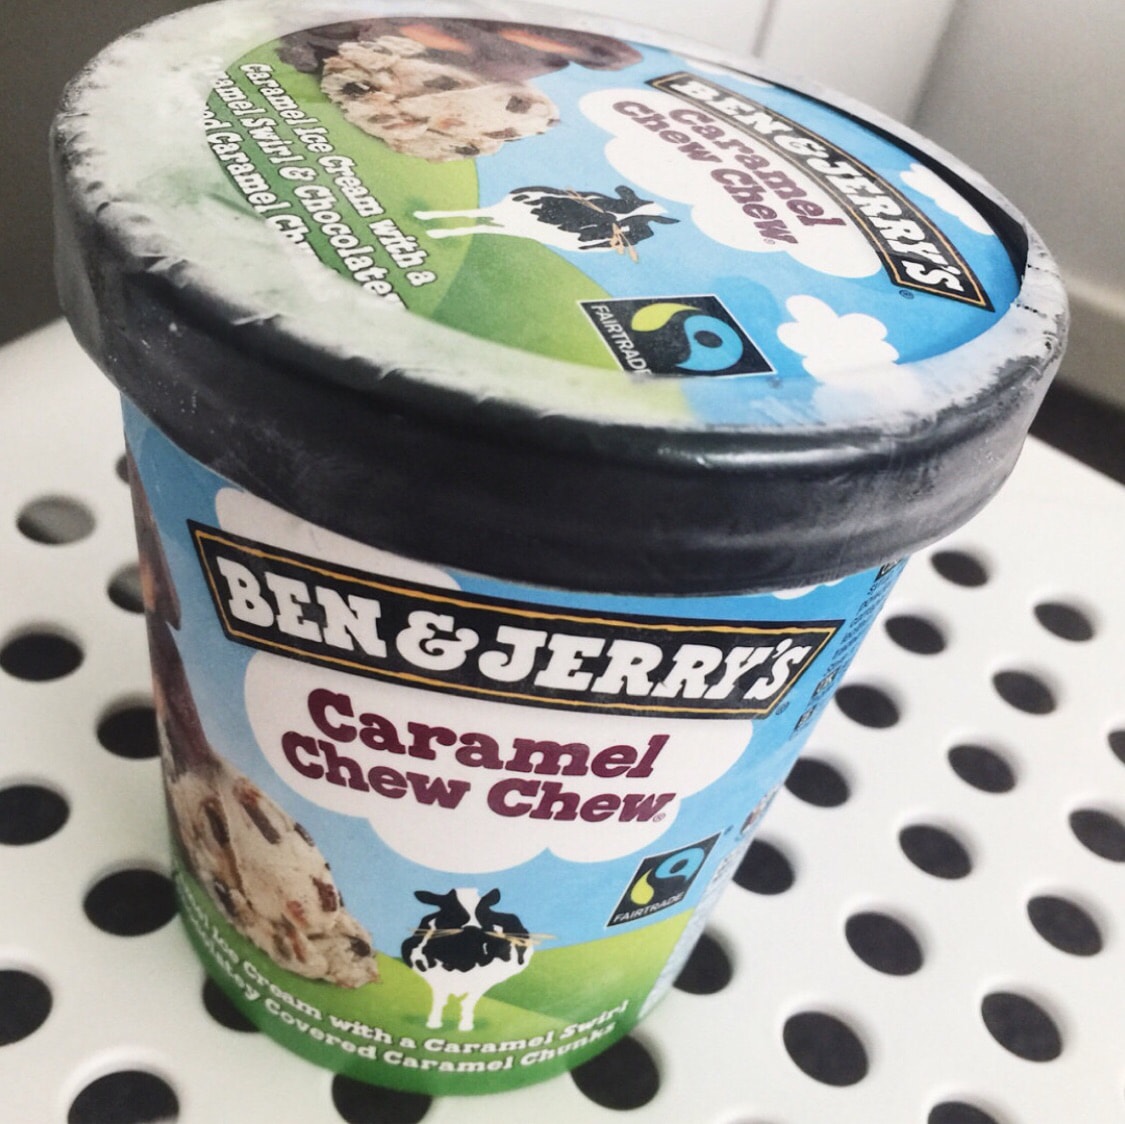 BEN & JERRY'S
Caramel
Chew Chew
Caramel Ice Cream with a
Caramel Swirl & Chocolatey
Caramel
FAIRTRADE
BEN & JERRY'S®
Caramel
Chew Chew®
FAIRTRADE
Ice Cream with a Caramel Swirl
Covered Caramel Chunks